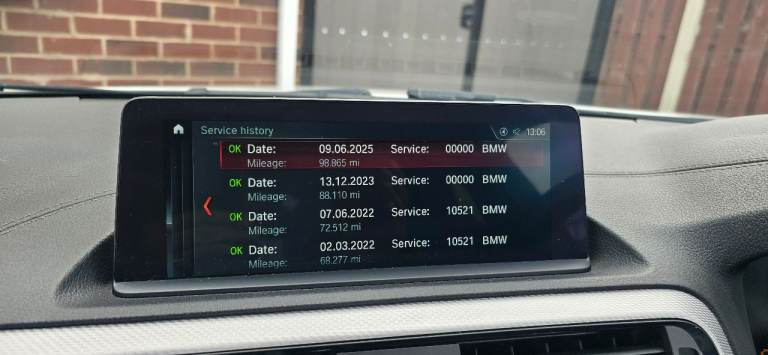 Service history 13:06
OK Date: 09.06.2025 Service: 00000 BMW
Mileage: 98.865 mi
OK Date: 13.12.2023 Service: 00000 BMW
Mileage: 88.110 mi
OK Date: 07.06.2022 Service: 10521 BMW
Mileage: 72.512 mi
OK Date: 02.03.2022 Service: 10521 BMW
Mileage: 68.277 mi